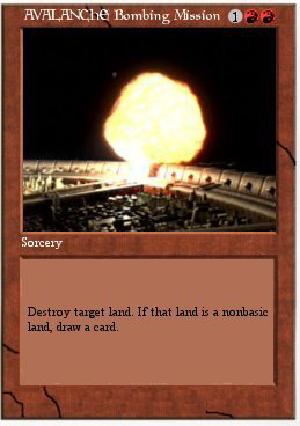 AVALANChE Bombing Mission 1
Sorcery
Destroy target land. If that land is a nonbasic
land, draw a card.